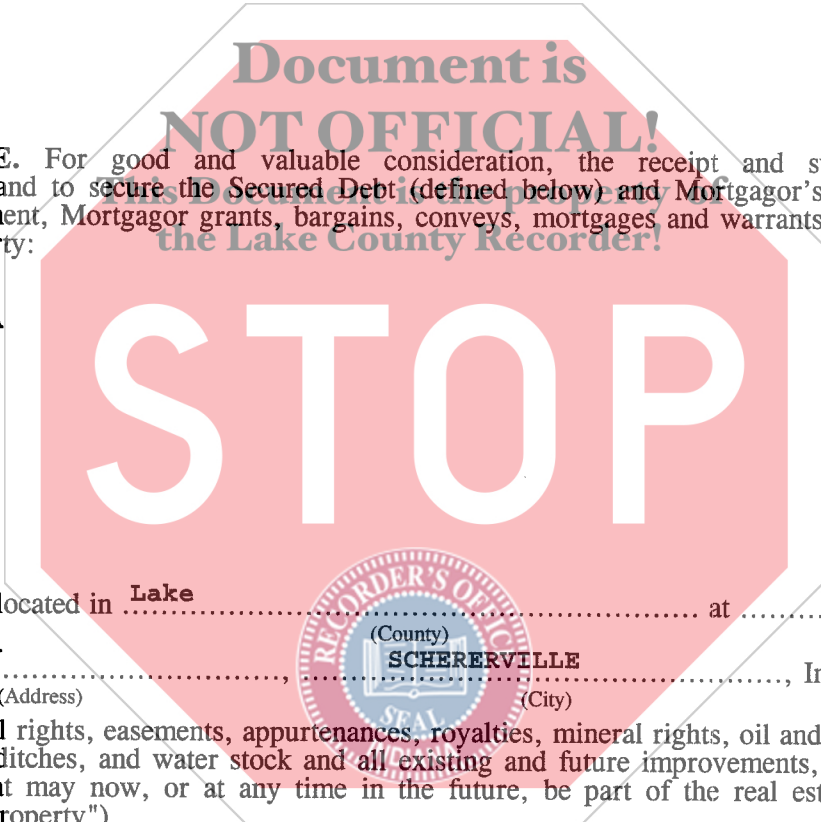 Document is
NOT OFFICIAL!
E. For good and valuable consideration, the receipt and
This Document is the property of
and to secure the Secured Debt (defined below) and Mortgagor's
ent, Mortgagor grants, bargains, conveys, mortgages and warrants
the Lake County Recorder!
rty:
STOP
located in Lake at
(County)
SCHERERVILLE
(Address) (City)
RECORDER'S OFFICE
SEAL
INDIANA
l rights, easements, appurtenances, royalties, mineral rights, oil and
ditches, and water stock and all existing and future improvements,
t may now, or at any time in the future, be part of the real est
roperty")